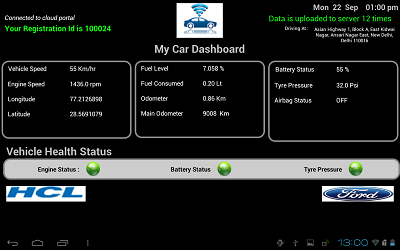 Connected to cloud portal
Your Registration Id is 100024
Mon 22 Sep 01:00 pm
Data is uploaded to server 12 times
Driving At: Asian Highway 1, Block A, East Kidwai
Nagar, Ansari Nagar East, New Delhi,
Delhi 110016
My Car Dashboard
Vehicle Speed 55 Km/hr
Engine Speed 1436.0 rpm
Longitude 77.2126898
Latitude 28.5691079
Fuel Level 7.058 %
Fuel Consumed 0.20 Lt
Odometer 0.86 Km
Main Odometer 9008 Km
Battery Status 55 %
Tyre Pressure 32.0 Psi
Airbag Status OFF
Vehicle Health Status
Engine Status :
Battery Status
Tyre Pressure
HCL
Ford
13:00